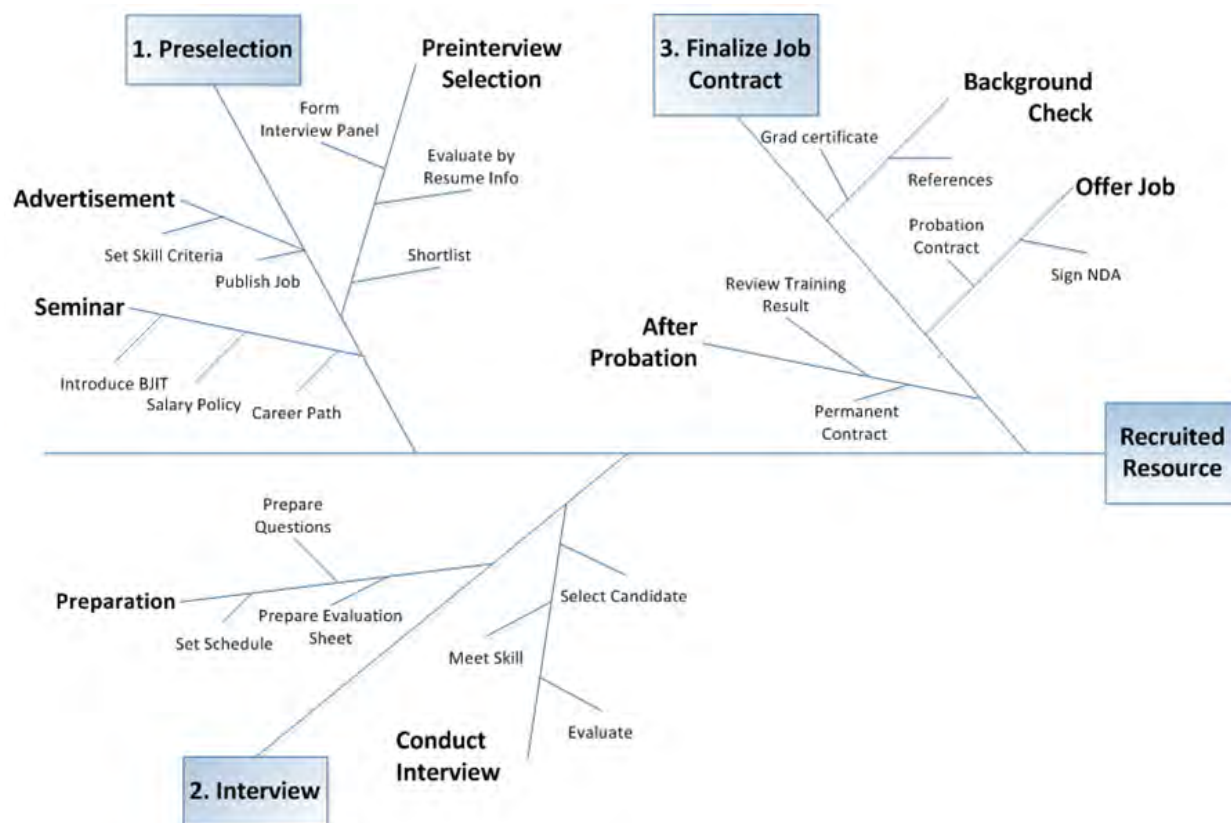 1. Preselection
Preinterview
Selection
Form
Interview Panel
Evaluate by
Resume Info
Advertisement
Set Skill Criteria
Publish Job
Shortlist
Seminar
Introduce BJIT
Salary Policy
Career Path
3. Finalize Job
Contract
Background
Check
Grad certificate
References
Offer Job
Probation
Contract
Sign NDA
Review Training
Result
After
Probation
Permanent
Contract
Recruited
Resource
Prepare
Questions
Preparation
Set Schedule
Prepare Evaluation
Sheet
Select Candidate
Meet Skill
Evaluate
Conduct
Interview
2. Interview